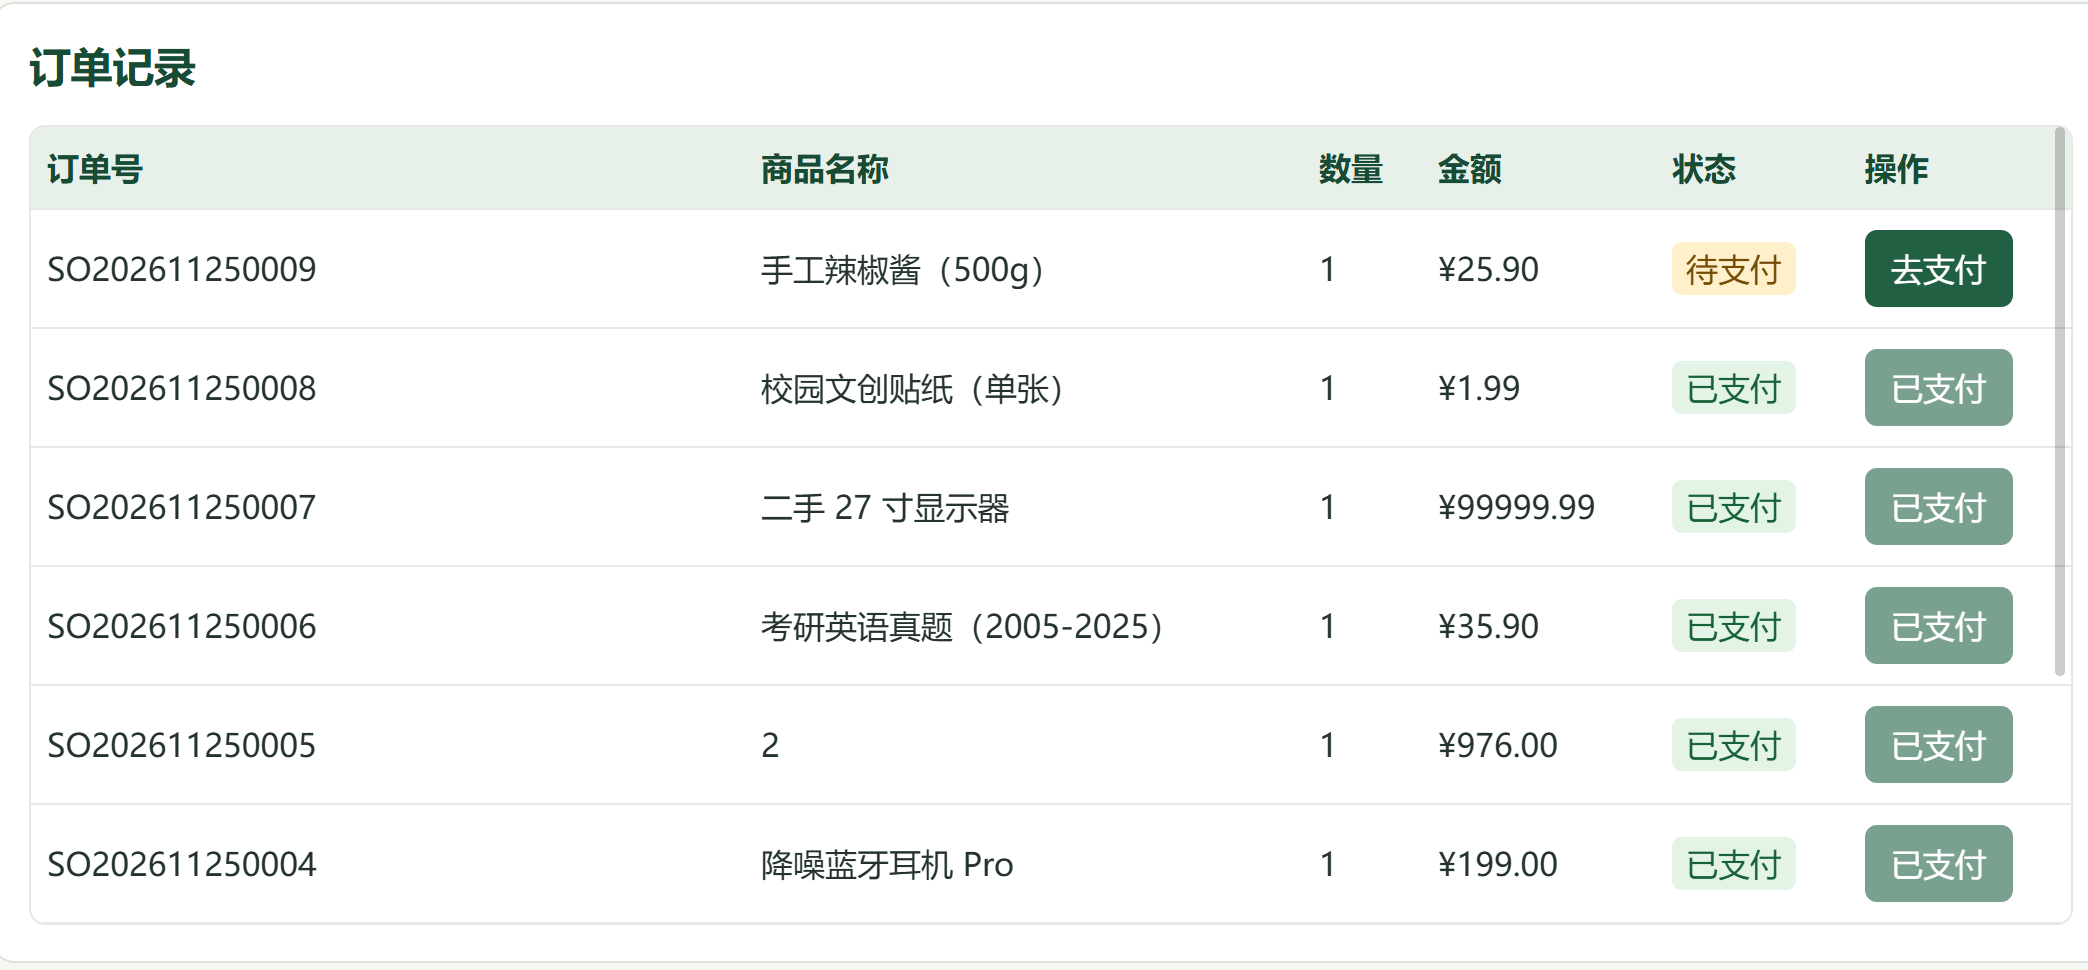 订单记录
订单号 商品名称 数量 金额 状态 操作
SO202611250009 手工辣椒酱（500g） 1 ¥25.90 待支付 去支付
SO202611250008 校园文创贴纸（单张） 1 ¥1.99 已支付 已支付
SO202611250007 二手 27 寸显示器 1 ¥99999.99 已支付 已支付
SO202611250006 考研英语真题（2005-2025） 1 ¥35.90 已支付 已支付
SO202611250005 2 1 ¥976.00 已支付 已支付
SO202611250004 降噪蓝牙耳机 Pro 1 ¥199.00 已支付 已支付